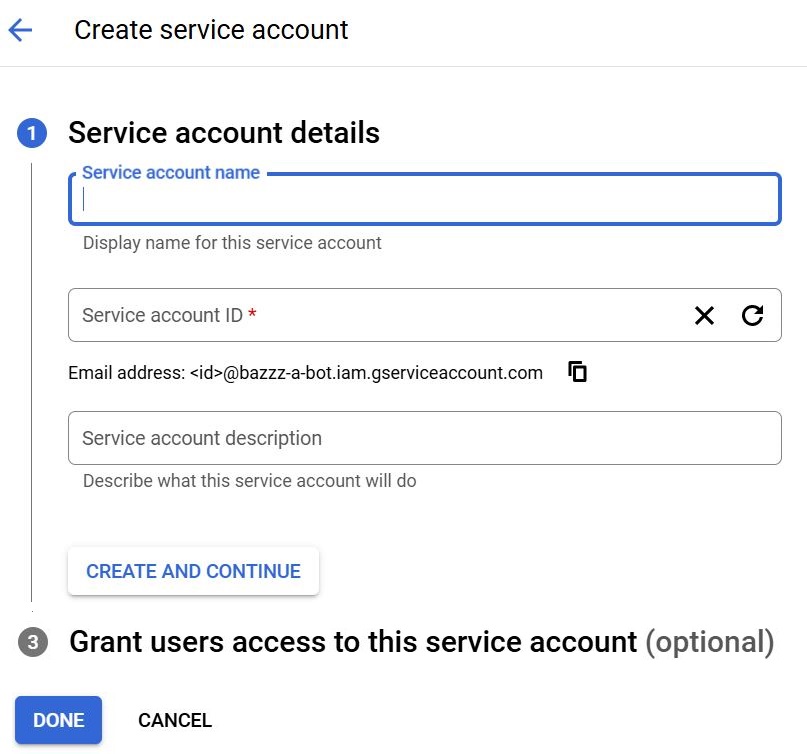 Create service account
1 Service account details
Service account name
Display name for this service account
Service account ID *
Email address: <id>@bazzz-a-bot.iam.gserviceaccount.com
Service account description
Describe what this service account will do
CREATE AND CONTINUE
3 Grant users access to this service account (optional)
DONE CANCEL